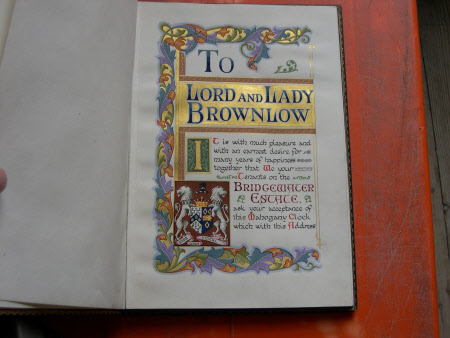 To
LORD AND LADY
BROWNLOW
It is with much pleasure and
with an earnest desire for
many years of happiness
together that We your
Tenants on the
BRIDGEWATER
ESTATE,
ask your acceptance of
this Mahogany Clock
which with this Address